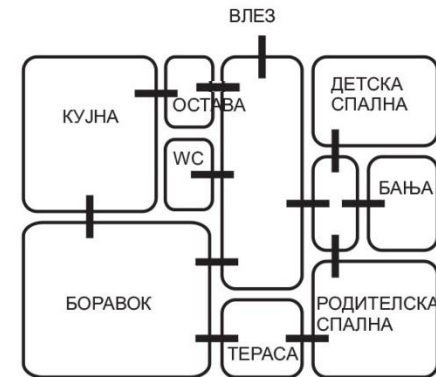 ВЛЕЗ
КУЈНА
ОСТАВА
ДЕТСКА
СПАЛНА
WC
БАЊА
БОРАВОК
ТЕРАСА
РОДИТЕЛСКА
СПАЛНА